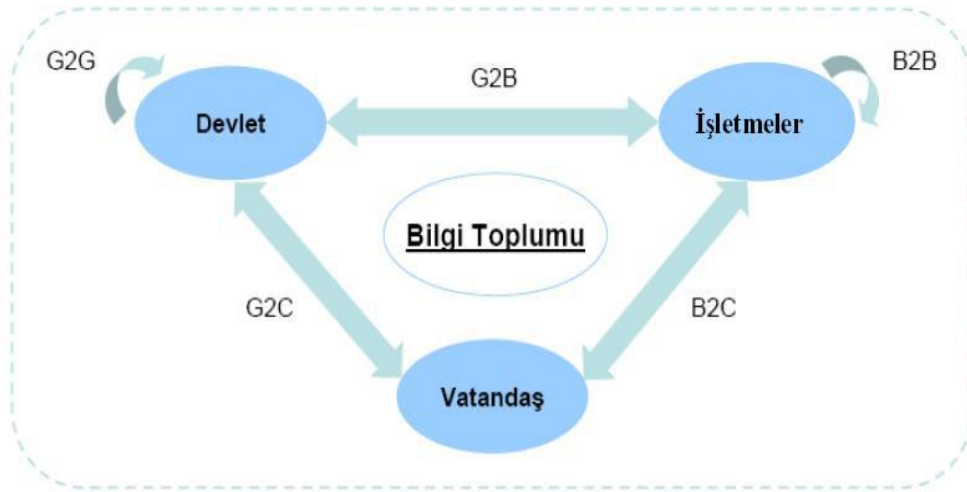 G2G
G2B
B2B
Devlet
İşletmeler
Bilgi Toplumu
G2C
B2C
Vatandaş